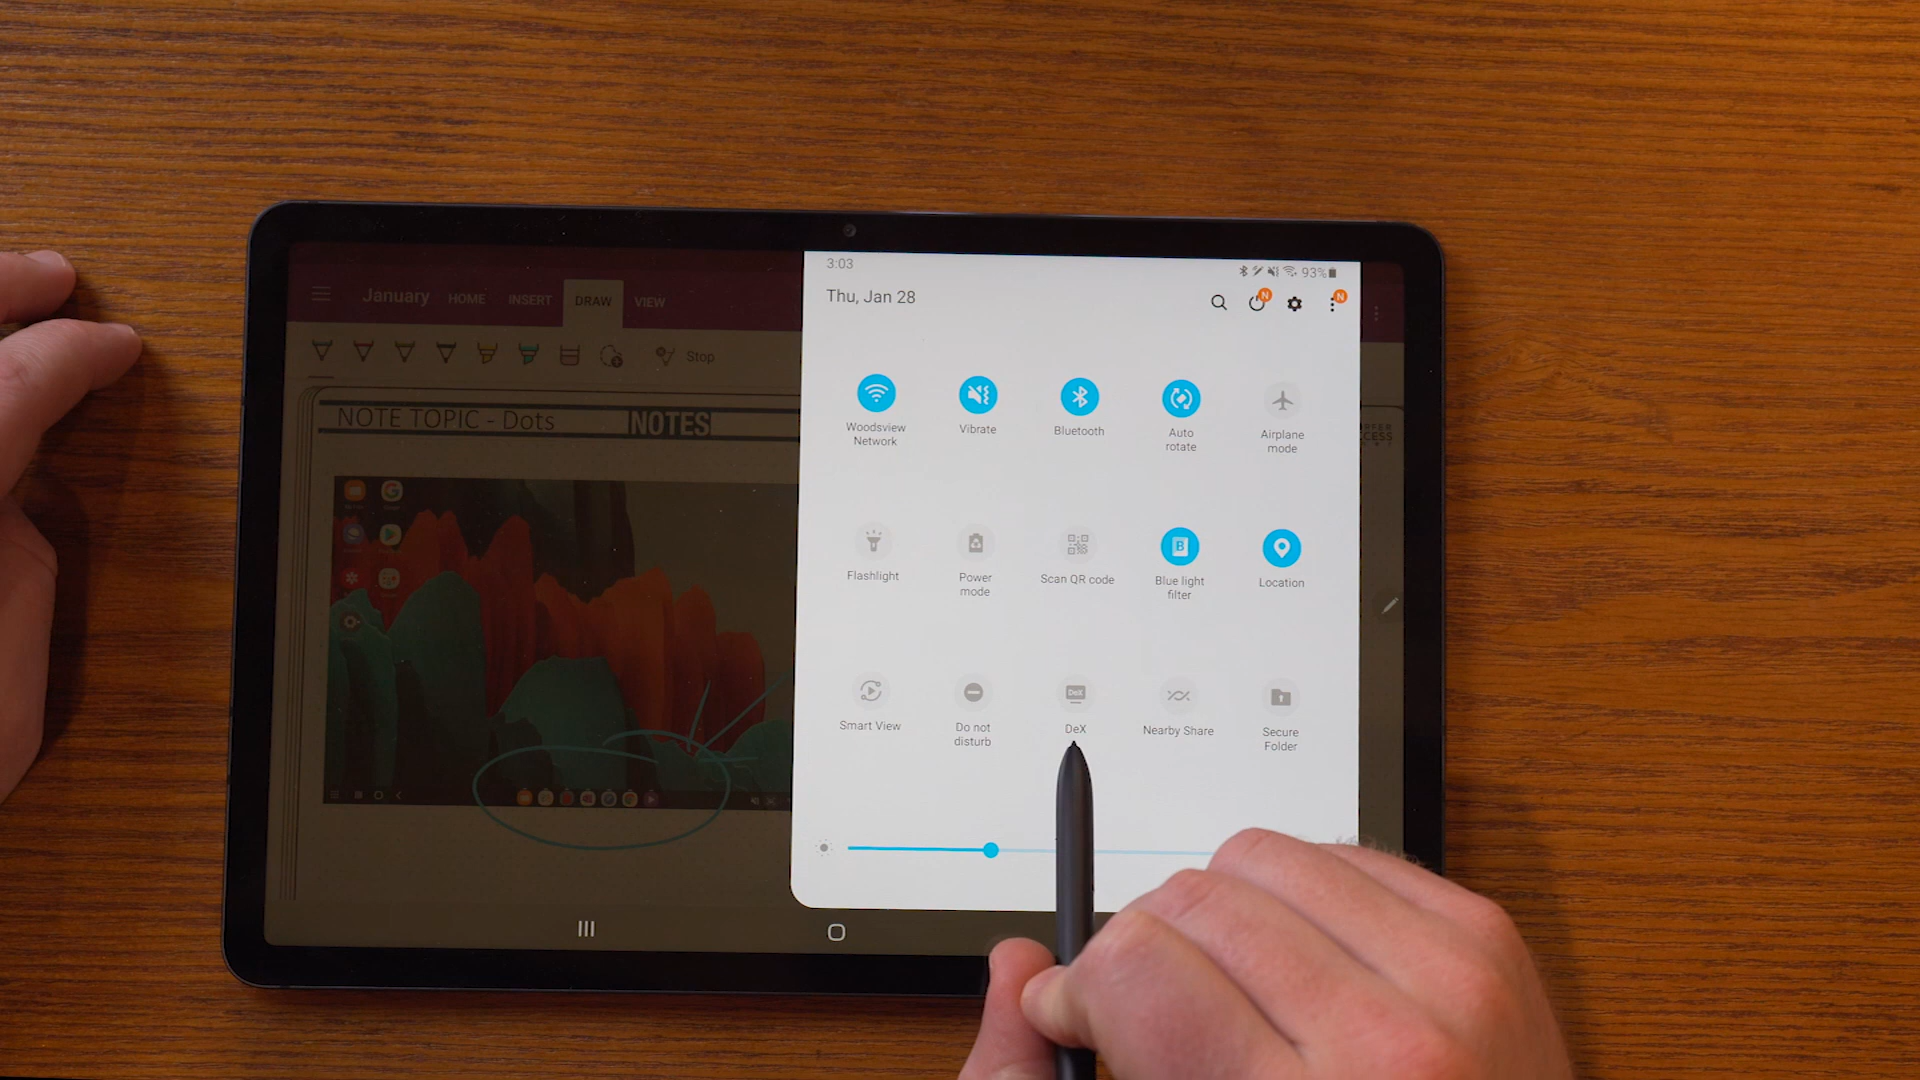 3:03
93%
Thu, Jan 28
N
N
January HOME INSERT DRAW VIEW
Stop
NOTE TOPIC - Dots NOTES
Woodsview
Network
Vibrate
Bluetooth
Auto
rotate
Airplane
mode
Flashlight
Power
mode
Scan QR code
B
Blue light
filter
Location
Smart View
Do not
disturb
DeX
DeX
Nearby Share
Secure
Folder